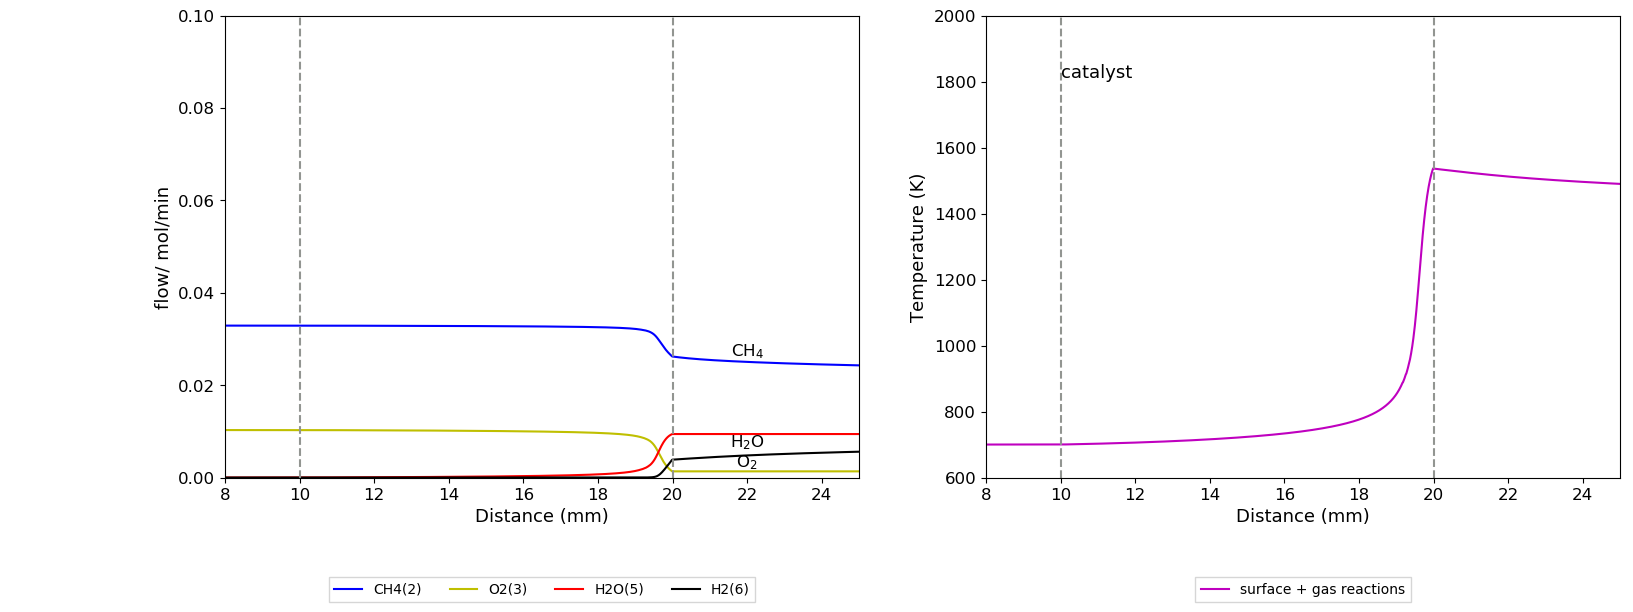 0.10
0.08
0.06
0.04
0.02
0.00
flow/ mol/min
CH₄
H₂O
O₂
8 10 12 14 16 18 20 22 24
Distance (mm)
CH4(2) O2(3) H2O(5) H2(6)
2000
1800
1600
1400
1200
1000
800
600
Temperature (K)
catalyst
8 10 12 14 16 18 20 22 24
Distance (mm)
surface + gas reactions